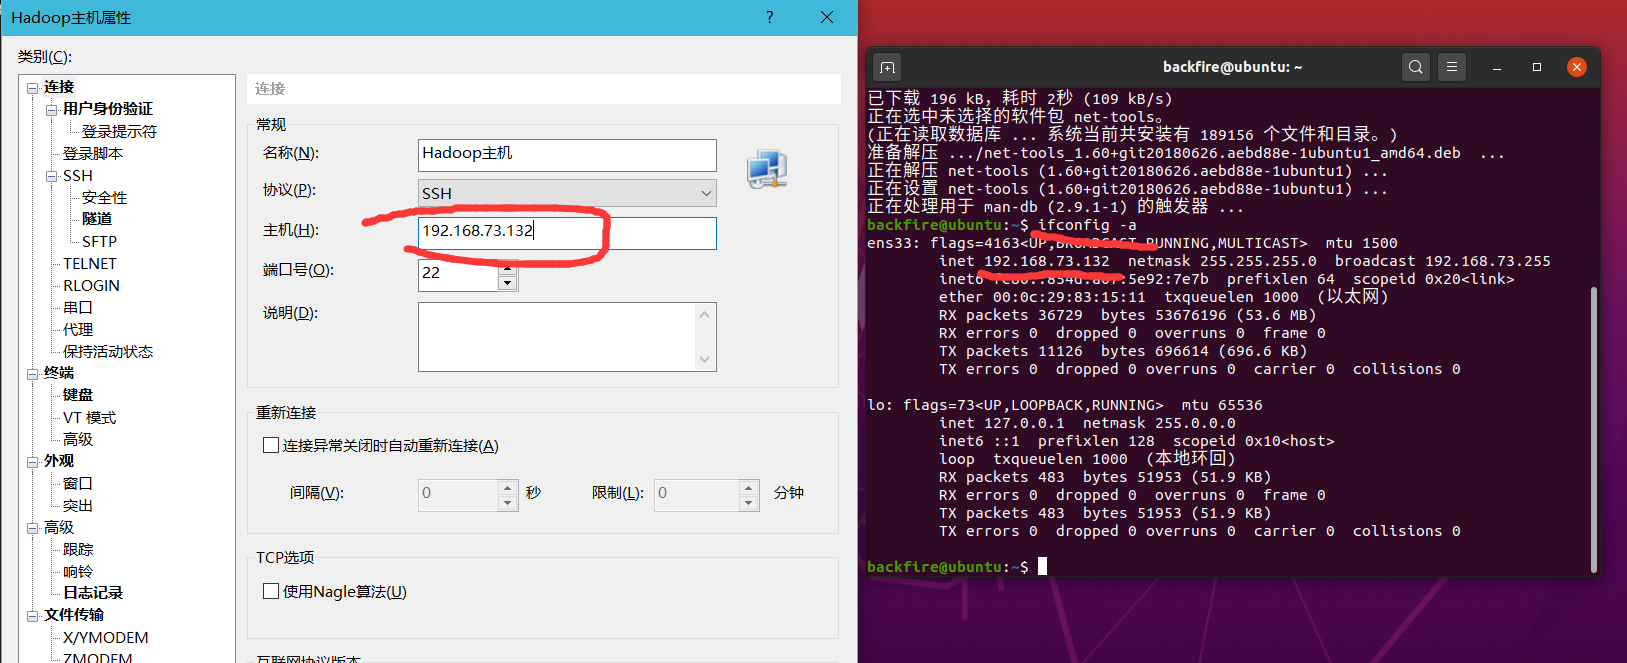 Hadoop主机属性
?
类别(C):
连接
用户身份验证
登录提示符
登录脚本
SSH
安全性
隧道
SFTP
TELNET
RLOGIN
串口
代理
保持活动状态
终端
键盘
VT 模式
高级
外观
窗口
突出
高级
跟踪
响铃
日志记录
文件传输
X/YMODEM
ZMODEM
连接
常规
名称(N):
Hadoop主机
协议(P):
SSH
主机(H):
192.168.73.132
端口号(O):
22
说明(D):
重新连接
连接异常关闭时自动重新连接(A)
间隔(V):
0
秒
限制(L):
0
分钟
TCP选项
使用Nagle算法(U)
互联网协议版本
backfire@ubuntu: ~
已下载 196 kB，耗时 2秒 (109 kB/s)
正在选中未选择的软件包 net-tools。
(正在读取数据库 ... 系统当前共安装有 189156 个文件和目录。)
准备解压 .../net-tools_1.60+git20180626.aebd88e-1ubuntu1_amd64.deb ...
正在解压 net-tools (1.60+git20180626.aebd88e-1ubuntu1) ...
正在设置 net-tools (1.60+git20180626.aebd88e-1ubuntu1) ...
正在处理用于 man-db (2.9.1-1) 的触发器 ...
backfire@ubuntu:~$ ifconfig -a
ens33: flags=4163<UP,BROADCAST,RUNNING,MULTICAST> mtu 1500
inet 192.168.73.132 netmask 255.255.255.0 broadcast 192.168.73.255
inet6 :5e92:7e7b prefixlen 64 scopeid 0x20<link>
ether 00:0c:29:83:15:11 txqueuelen 1000 (以太网)
RX packets 36729 bytes 53676196 (53.6 MB)
RX errors 0 dropped 0 overruns 0 frame 0
TX packets 11126 bytes 696614 (696.6 KB)
TX errors 0 dropped 0 overruns 0 carrier 0 collisions 0
lo: flags=73<UP,LOOPBACK,RUNNING> mtu 65536
inet 127.0.0.1 netmask 255.0.0.0
inet6 ::1 prefixlen 128 scopeid 0x10<host>
loop txqueuelen 1000 (本地环回)
RX packets 483 bytes 51953 (51.9 KB)
RX errors 0 dropped 0 overruns 0 frame 0
TX packets 483 bytes 51953 (51.9 KB)
TX errors 0 dropped 0 overruns 0 carrier 0 collisions 0
backfire@ubuntu:~$